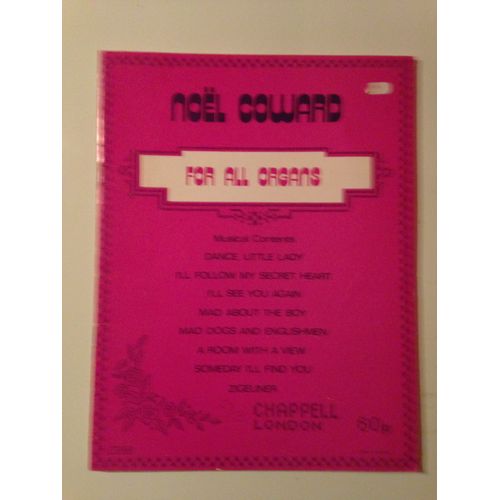 NOËL COWARD
FOR ALL ORGANS
Musical Contents
DANCE, LITTLE LADY
I'LL FOLLOW MY SECRET HEART
I'LL SEE YOU AGAIN
MAD ABOUT THE BOY
MAD DOGS AND ENGLISHMEN
A ROOM WITH A VIEW
SOMEDAY I'LL FIND YOU
ZIGEUNER
CHAPPELL
LONDON
60p